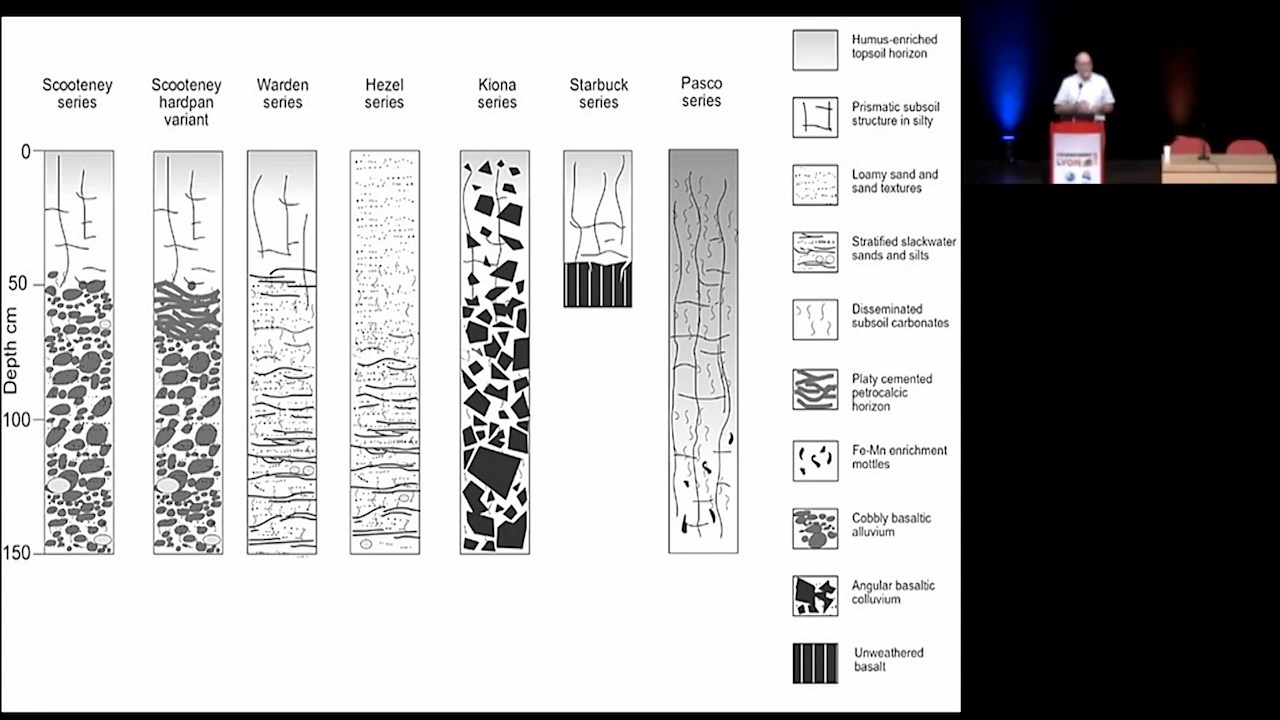 Scooteney
series
Scooteney
hardpan
variant
Warden
series
Hezel
series
Kiona
series
Starbuck
series
Pasco
series
Depth cm
0
50
100
150
Humus-enriched
topsoil horizon
Prismatic subsoil
structure in silty
Loamy sand and
sand textures
Stratified slackwater
sands and silts
Disseminated
subsoil carbonates
Platy cemented
petrocalcic
horizon
Fe-Mn enrichment
mottles
Cobbly basaltic
alluvium
Angular basaltic
colluvium
Unweathered
basalt
LYON